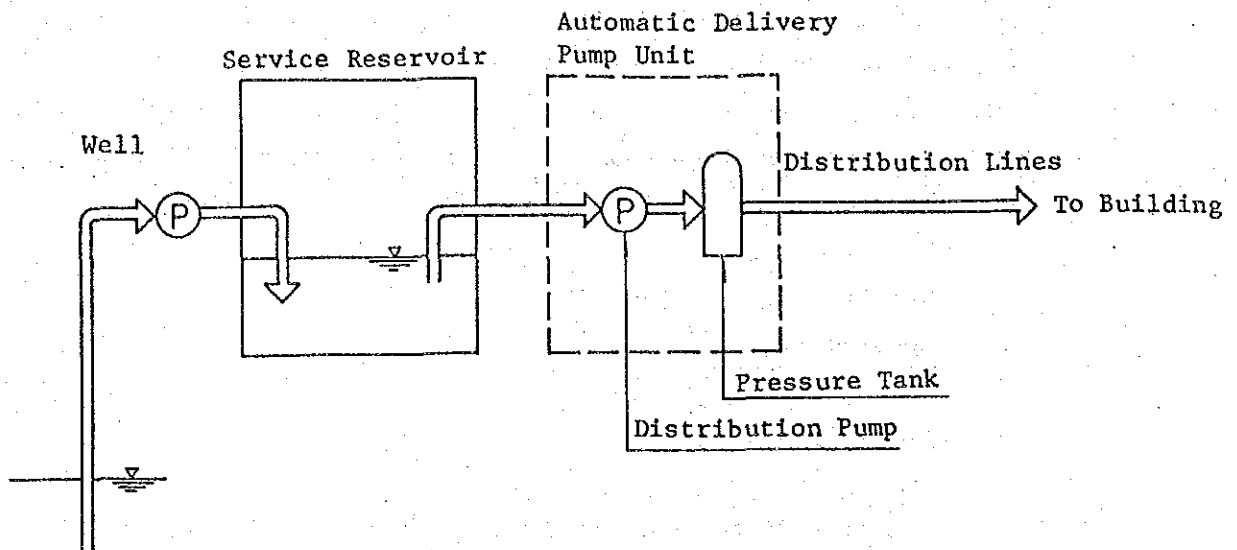 Automatic Delivery
Pump Unit
Service Reservoir
Well
P
P
Distribution Lines
To Building
Pressure Tank
Distribution Pump